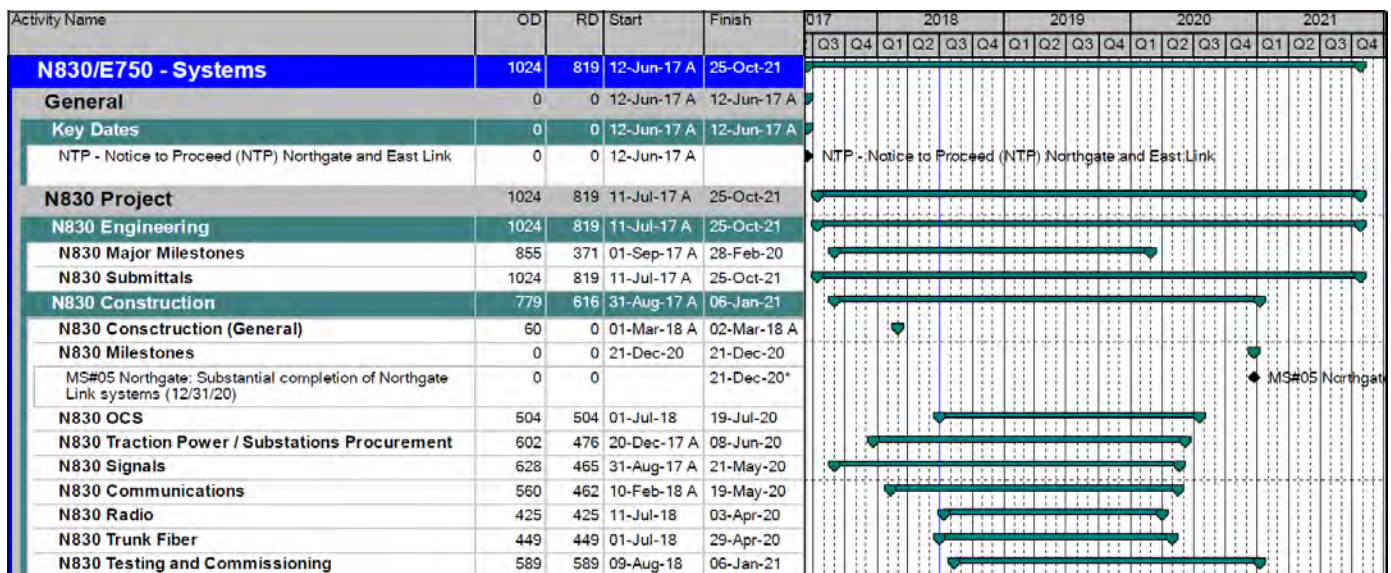 Activity Name OD RD Start Finish 017 2018 2019 2020 2021
Q3 Q4 Q1 Q2 Q3 Q4 Q1 Q2 Q3 Q4 Q1 Q2 Q3 Q4 Q1 Q2 Q3 Q4
N830/E750 - Systems 1024 819 12-Jun-17 A 25-Oct-21
General 0 0 12-Jun-17 A 12-Jun-17 A
Key Dates 0 0 12-Jun-17 A 12-Jun-17 A
NTP - Notice to Proceed (NTP) Northgate and East Link 0 0 12-Jun-17 A NTP - Notice to Proceed (NTP) Northgate and East Link
N830 Project 1024 819 11-Jul-17 A 25-Oct-21
N830 Engineering 1024 819 11-Jul-17 A 25-Oct-21
N830 Major Milestones 855 371 01-Sep-17 A 28-Feb-20
N830 Submittals 1024 819 11-Jul-17 A 25-Oct-21
N830 Construction 779 616 31-Aug-17 A 06-Jan-21
N830 Consctruction (General) 60 0 01-Mar-18 A 02-Mar-18 A
N830 Milestones 0 0 21-Dec-20 21-Dec-20
MS#05 Northgate: Substantial completion of Northgate 0 0 21-Dec-20* MS#05 Northgat
Link systems (12/31/20)
N830 OCS 504 504 01-Jul-18 19-Jul-20
N830 Traction Power / Substations Procurement 602 476 20-Dec-17 A 08-Jun-20
N830 Signals 628 465 31-Aug-17 A 21-May-20
N830 Communications 560 462 10-Feb-18 A 19-May-20
N830 Radio 425 425 11-Jul-18 03-Apr-20
N830 Trunk Fiber 449 449 01-Jul-18 29-Apr-20
N830 Testing and Commissioning 589 589 09-Aug-18 06-Jan-21